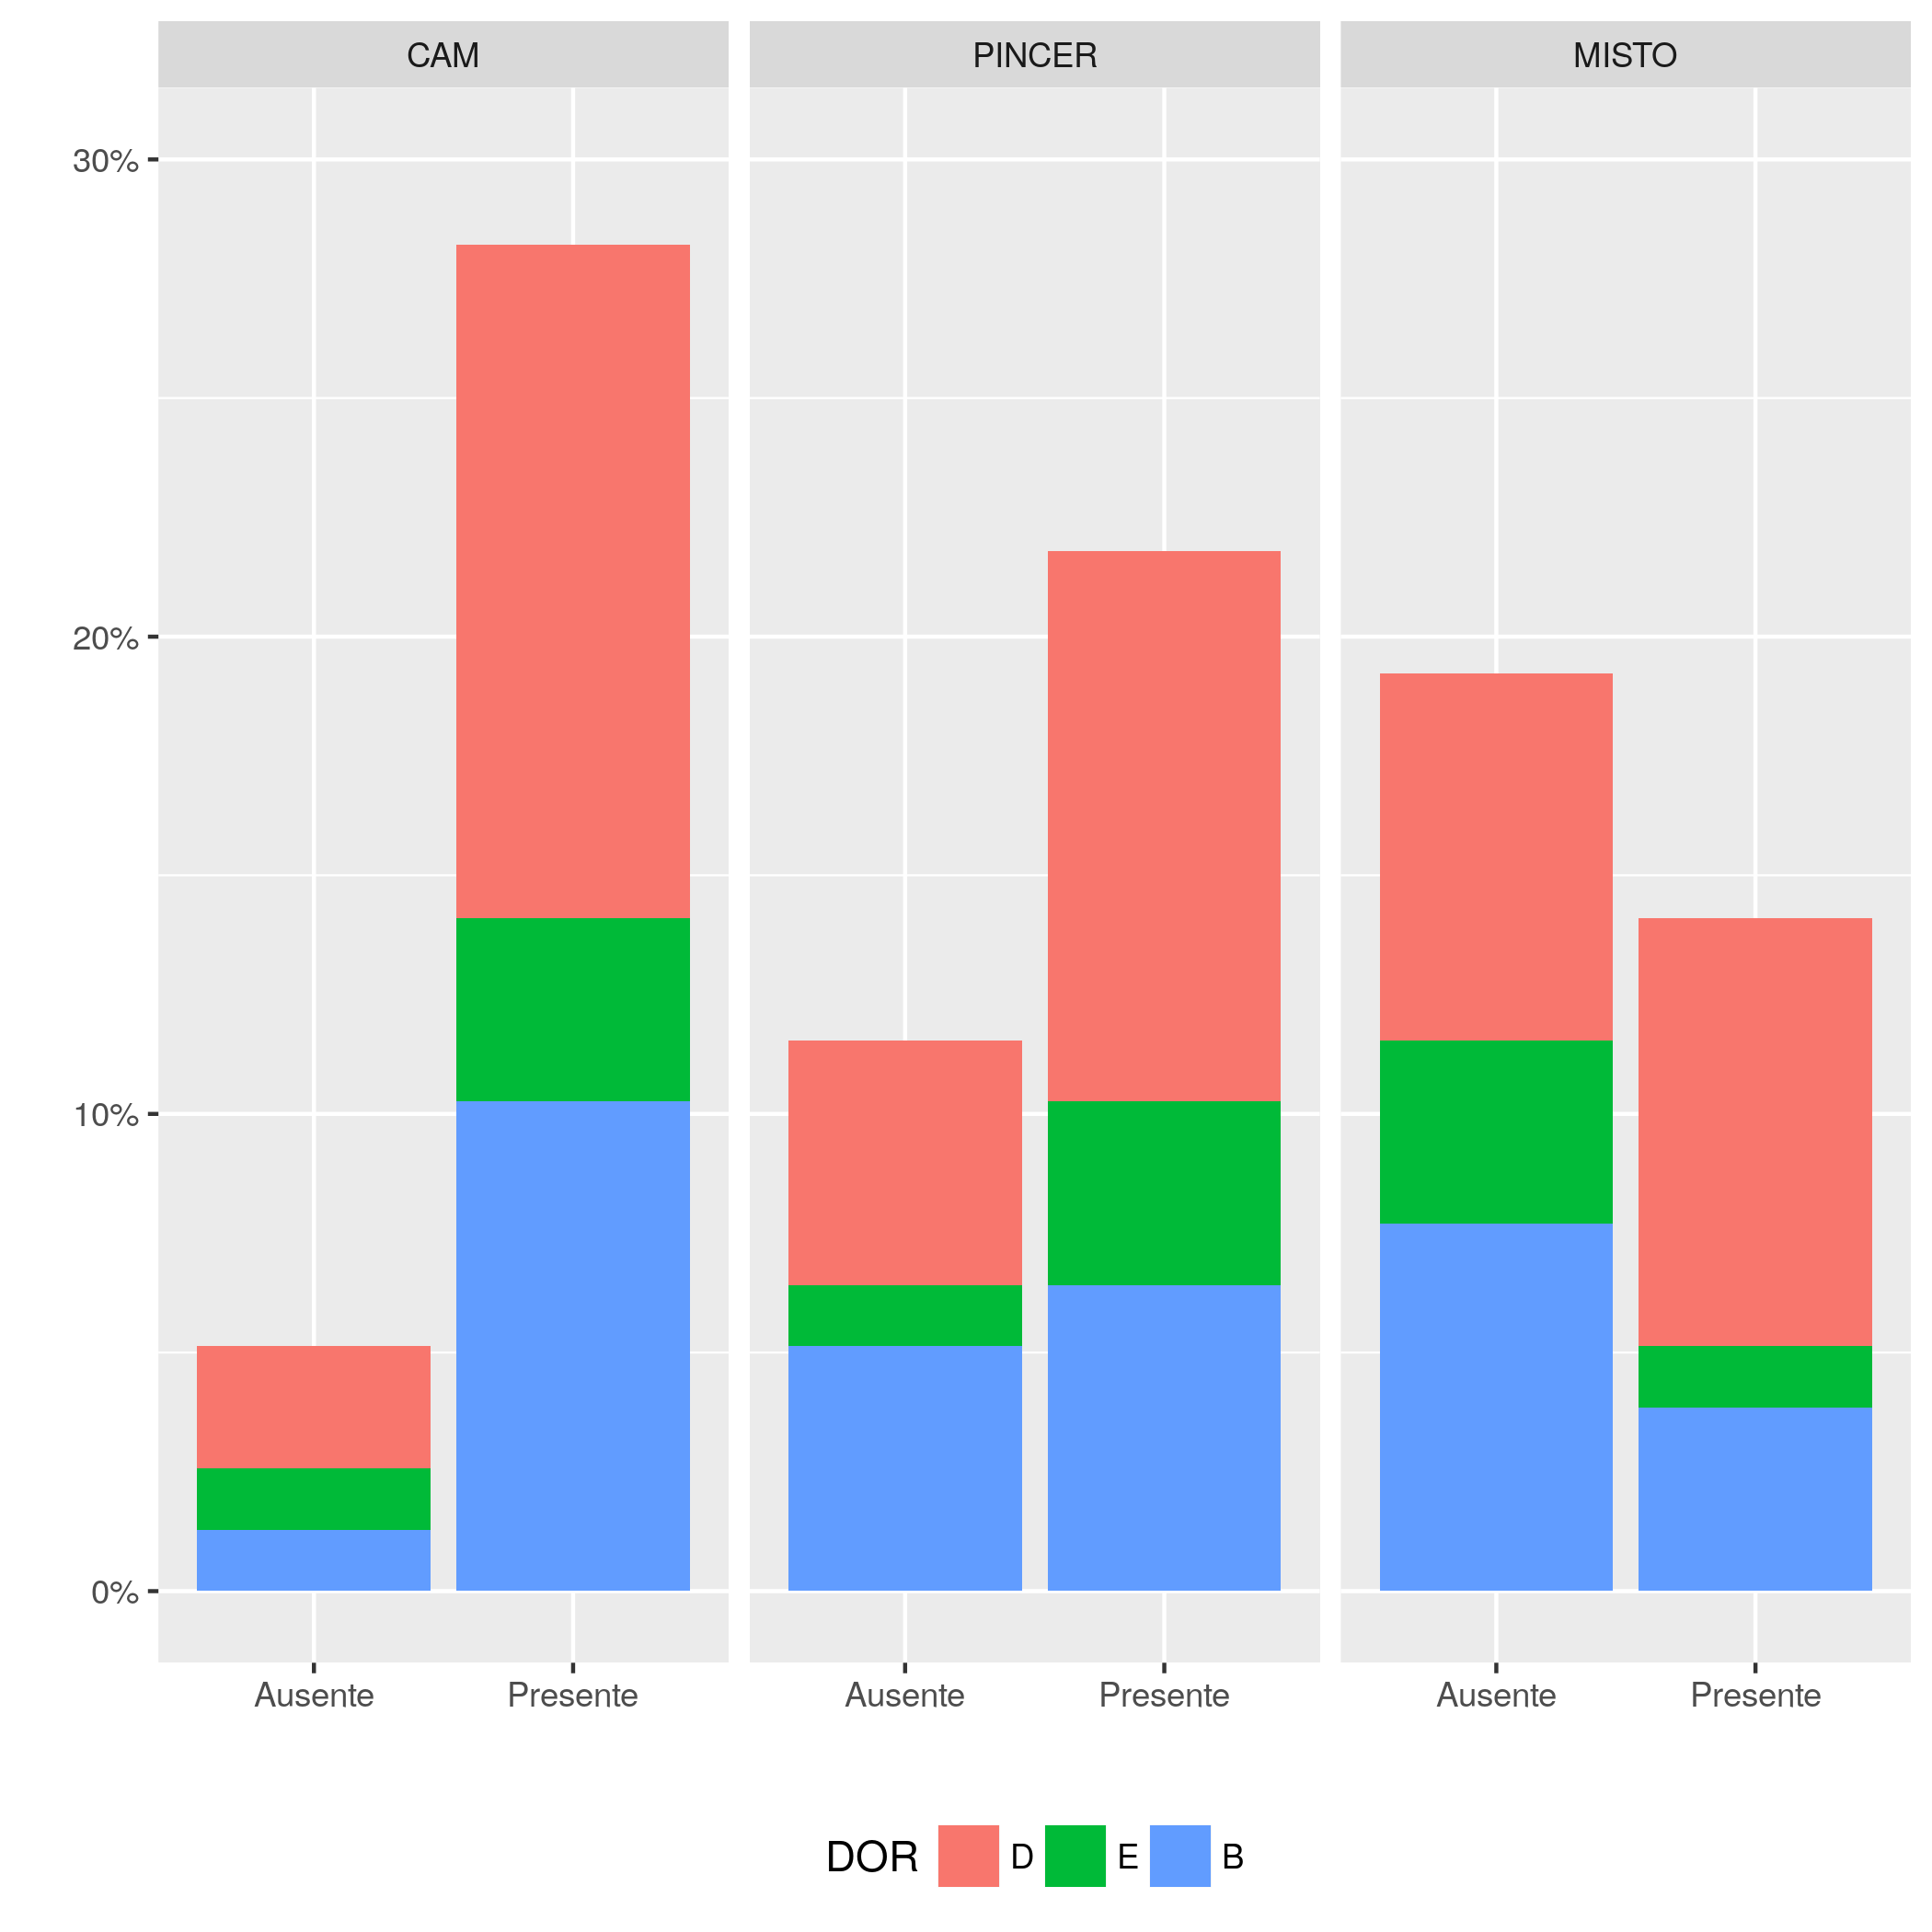 CAM PINCER MISTO
30%
20%
10%
0%
Ausente Presente Ausente Presente Ausente Presente
DOR D E B